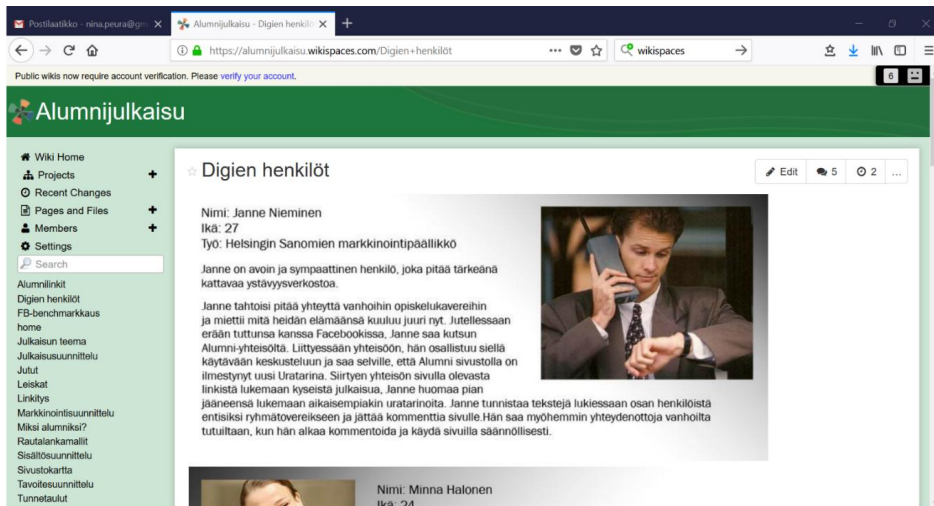 Postilaatikko - nina.peura@gm
Alumnijulkaisu - Digien henkilö
https://alumnijulkaisu.wikispaces.com/Digien+henkilöt
wikispaces
Public wikis now require account verification. Please verify your account.
6
Alumnijulkaisu
Wiki Home
Projects
Recent Changes
Pages and Files
Members
Settings
Search
Alumnilinkit
Digien henkilöt
FB-benchmarkkaus
home
Julkaisun teema
Julkaisusuunnittelu
Jutut
Leiskat
Linkitys
Markkinointisuunnittelu
Miksi alumniksi?
Rautalankamallit
Sisältösuunnittelu
Sivustokartta
Tavoitesuunnittelu
Tunnetaulut
Digien henkilöt
Edit 5 2 ...
Nimi: Janne Nieminen
Ikä: 27
Työ: Helsingin Sanomien markkinointipäällikkö
Janne on avoin ja sympaattinen henkilö, joka pitää tärkeänä
kattavaa ystävyysverkostoa.
Janne tahtoisi pitää yhteyttä vanhoihin opiskelukavereihin
ja miettii mitä heidän elämäänsä kuuluu juuri nyt. Jutellessaan
erään tuttunsa kanssa Facebookissa, Janne saa kutsun
Alumni-yhteisöltä. Liittyessään yhteisöön, hän osallistuu siellä
käytävään keskusteluun ja saa selville, että Alumni sivustolla on
ilmestynyt uusi Uratarina. Siirtyen yhteisön sivulla olevasta
linkistä lukemaan kyseistä julkaisua, Janne huomaa pian
jääneensä lukemaan aikaisempiakin uratarinoita. Janne tunnistaa tekstejä lukiessaan osan henkilöistä
entisiksi ryhmätovereikseen ja jättää kommenttia sivulle.Hän saa myöhemmin yhteydenottoja vanhoilta
tutuiltaan, kun hän alkaa kommentoida ja käydä sivuilla säännöllisesti.
Nimi: Minna Halonen
Ikä: 24